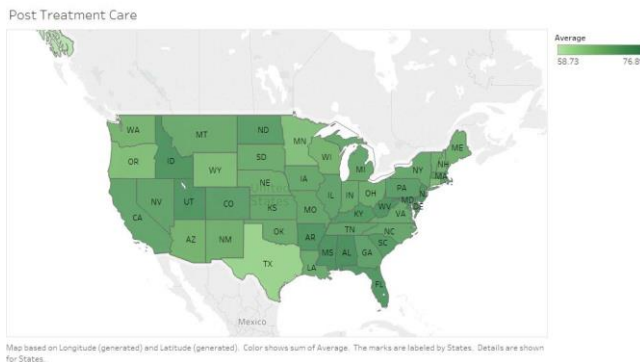 Post Treatment Care
Average
58.73 76.89
WA
MT
ND
MN
ME
OR
ID
SD
WI
MI
NY
NH
MA
WY
IA
NE
PA
NV
UT
CO
IL
IN
OH
MD
DE
WV
VA
CA
KS
MO
KY
AZ
NM
OK
AR
TN
NC
SC
TX
MS
AL
GA
LA
FL
Mexico
Map based on Longitude (generated) and Latitude (generated). Color shows sum of Average. The marks are labeled by States. Details are shown
for States.